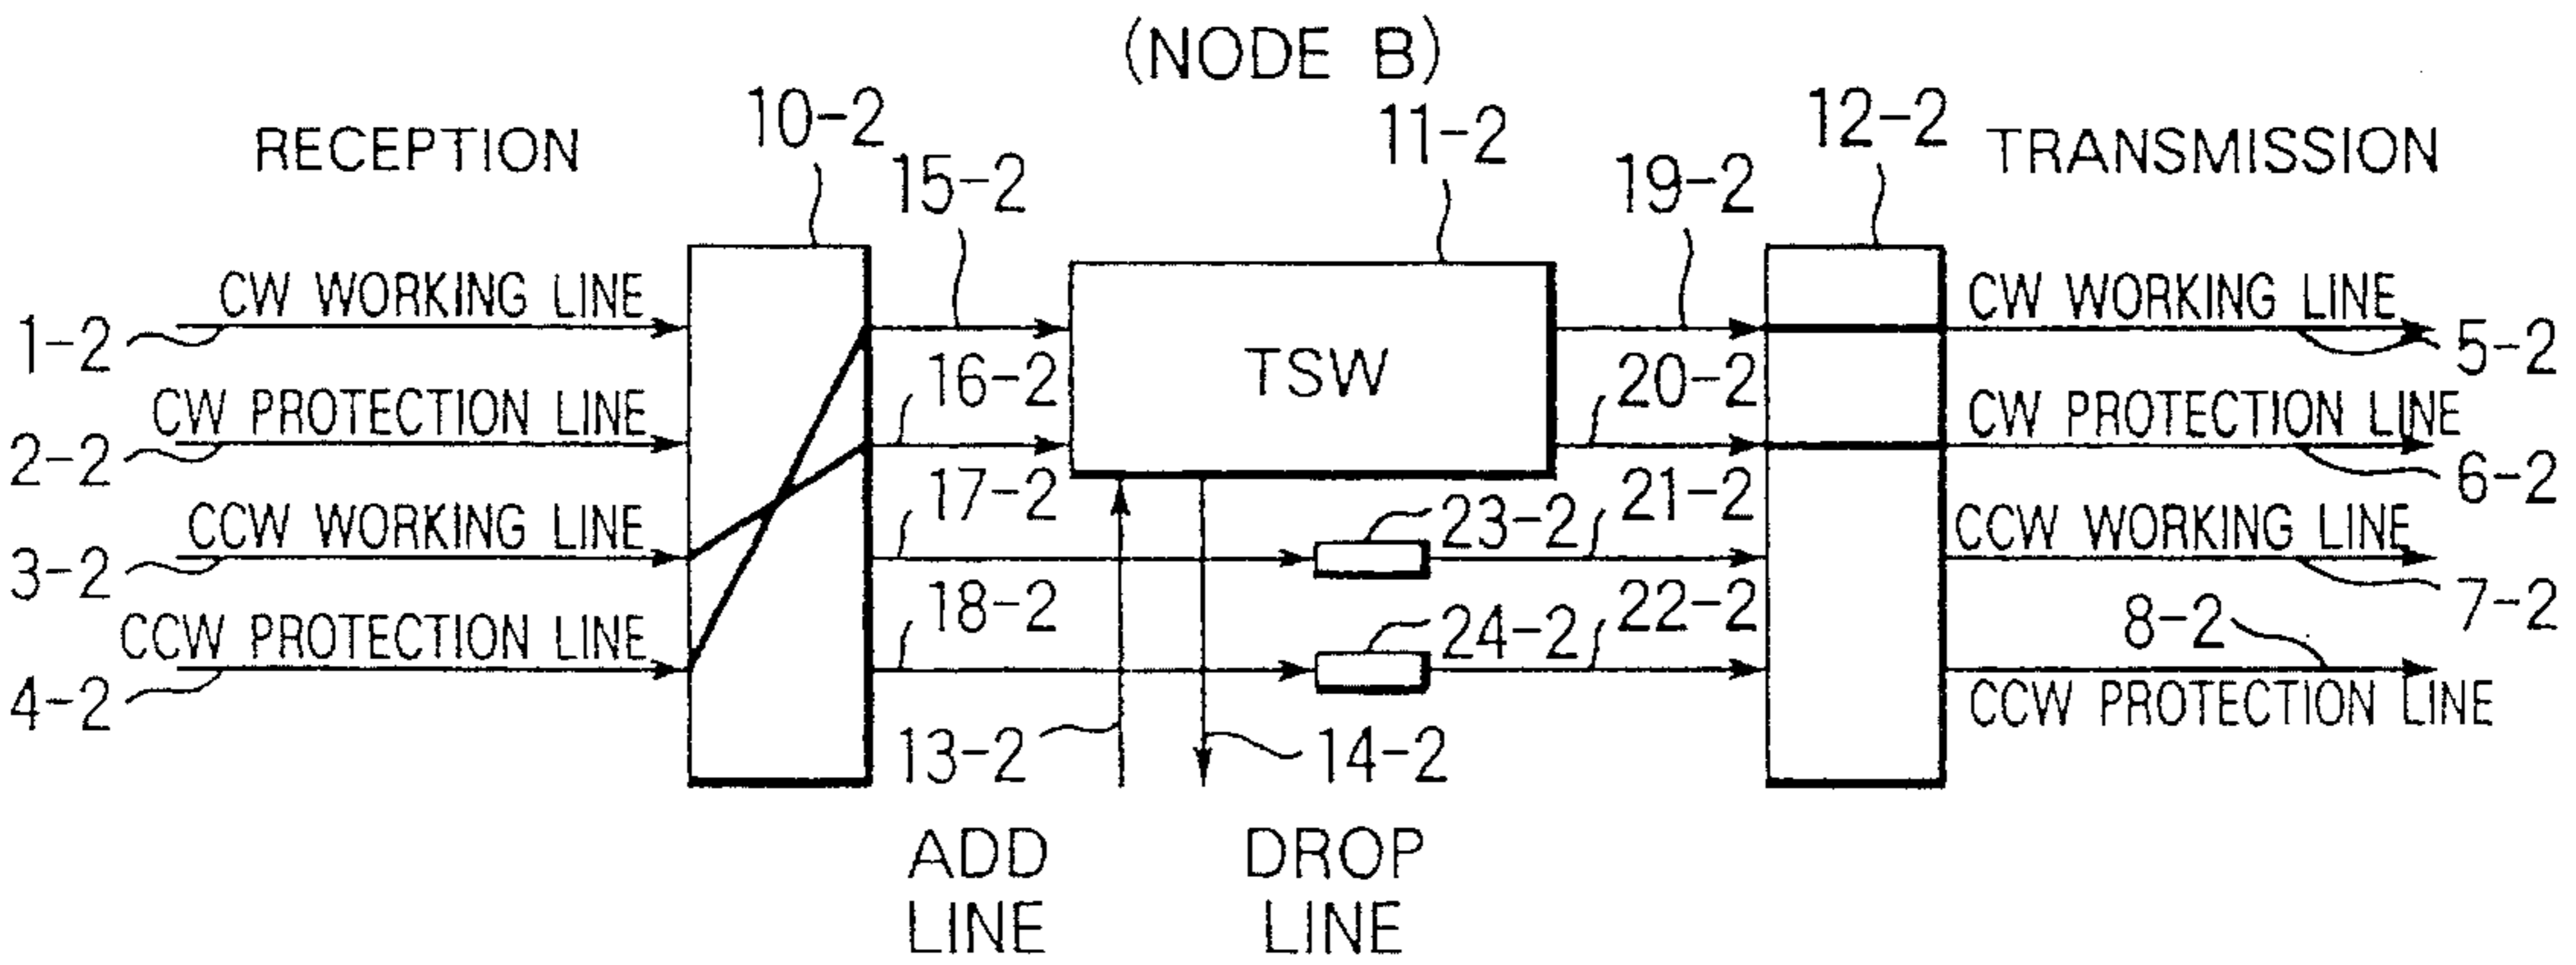 (NODE B)
RECEPTION
10-2
15-2
11-2
19-2
12-2
TRANSMISSION
CW WORKING LINE
1-2
CW PROTECTION LINE
2-2
CCW WORKING LINE
3-2
CCW PROTECTION LINE
4-2
16-2
17-2
18-2
TSW
20-2
21-2
22-2
23-2
24-2
13-2
14-2
CW WORKING LINE
5-2
CW PROTECTION LINE
6-2
CCW WORKING LINE
7-2
8-2
CCW PROTECTION LINE
ADD
LINE
DROP
LINE